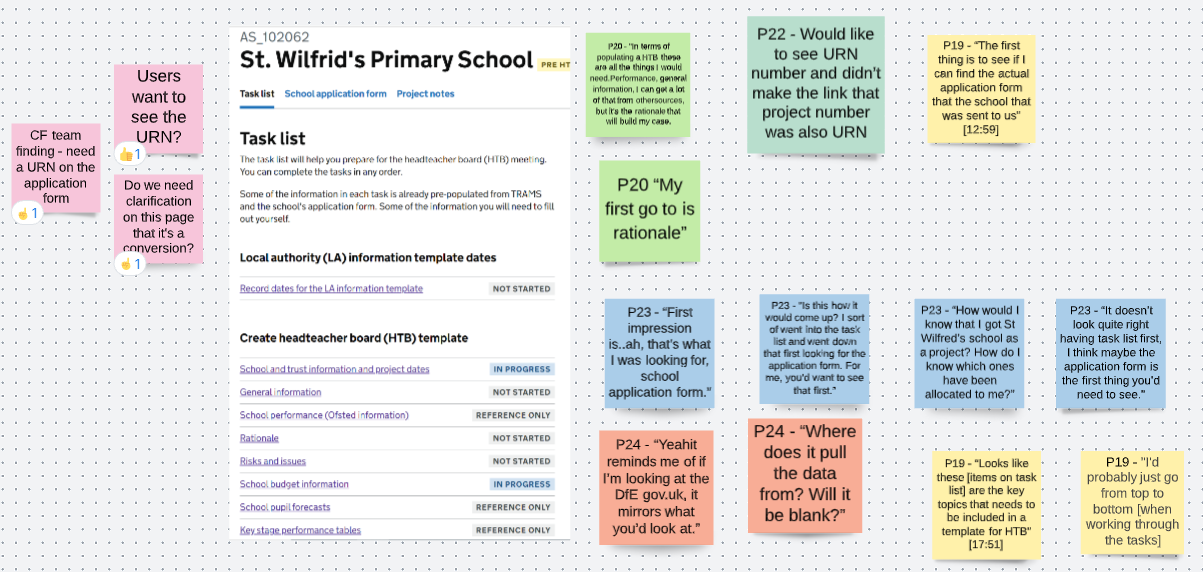 CF team
finding - need
a URN on the
application
form
1
Users
want to
see the
URN?
1
Do we need
clarification
on this page
that it's a
conversion?
1
AS_102062
St. Wilfrid's Primary School
PRE HT
Task list
School application form
Project notes
Task list
The task list will help you prepare for the headteacher board (HTB) meeting.
You can complete the tasks in any order.
Some of the information in each task is already pre-populated from TRAMS
and the school's application form. Some of the information you will need to fill
out yourself.
Local authority (LA) information template dates
Record dates for the LA information template NOT STARTED
Create headteacher board (HTB) template
School and trust information and project dates IN PROGRESS
General information NOT STARTED
School performance (Ofsted information) REFERENCE ONLY
Rationale NOT STARTED
Risks and issues NOT STARTED
School budget information IN PROGRESS
School pupil forecasts REFERENCE ONLY
Key stage performance tables REFERENCE ONLY
P20 - "In terms of
populating a HTB these
are all the things I would
need.Performance, general
information, I can get a lot
of that from othersources,
but it's the rationale that
will build my case.
P22 - Would like
to see URN
number and didn't
make the link that
project number
was also URN
P19 - "The first
thing is to see if I
can find the actual
application form
that the school that
was sent to us"
[12:59]
P20 "My
first go to is
rationale"
P23 - "First
impression
is..ah, that's what
I was looking for,
school
application form."
P23 - "Is this how it
would come up? I sort
of went into the task
list and went down
that first looking for the
application form. For
me, you'd want to see
that first."
P23 - "How would I
know that I got St
Wilfred's school as
a project? How do I
know which ones
have been
allocated to me?"
P23 - "It doesn't
look quite right
having task list first,
I think maybe the
application form is
the first thing you'd
need to see."
P24 - "Yeahit
reminds me of if
I'm looking at the
DfE gov.uk, it
mirrors what
you'd look at."
P24 - "Where
does it pull
the data
from? Will it
be blank?"
P19 - "Looks like
these [items on task
list] are the key
topics that needs to
be included in a
template for HTB"
[17:51]
P19 - "I'd
probably just go
from top to
bottom [when
working through
the tasks]